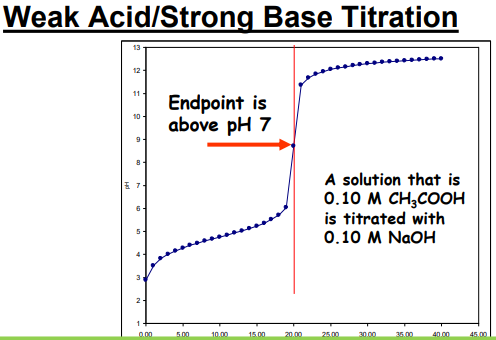 Weak Acid/Strong Base Titration
13
12
11
10
9
8
7
6
5
4
3
2
1
pH
Endpoint is
above pH 7
A solution that is
0.10 M CH₃COOH
is titrated with
0.10 M NaOH
0.00 5.00 10.00 15.00 20.00 25.00 30.00 35.00 40.00 45.00